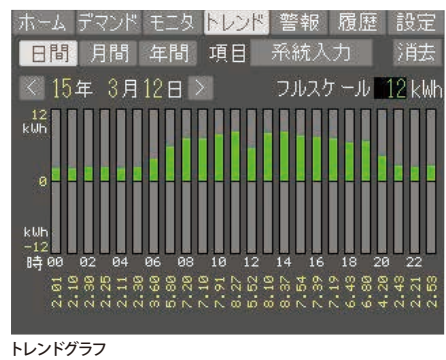 ホーム デマンド モニタ トレンド 警報 履歴 設定
日間 月間 年間 項目 系統入力 消去
< 15年 3月12日 > フルスケール 12 kWh
12
kWh
0
kWh
-12
時 00 02 04 06 08 10 12 14 16 18 20 22
2.01 2.10 2.30 2.25 2.11 2.30 3.60 5.80 7.20 7.10 7.91 8.27 5.52 8.10 8.37 7.54 7.39 7.19 6.43 6.80 4.20 2.43 2.21 2.53
トレンドグラフ